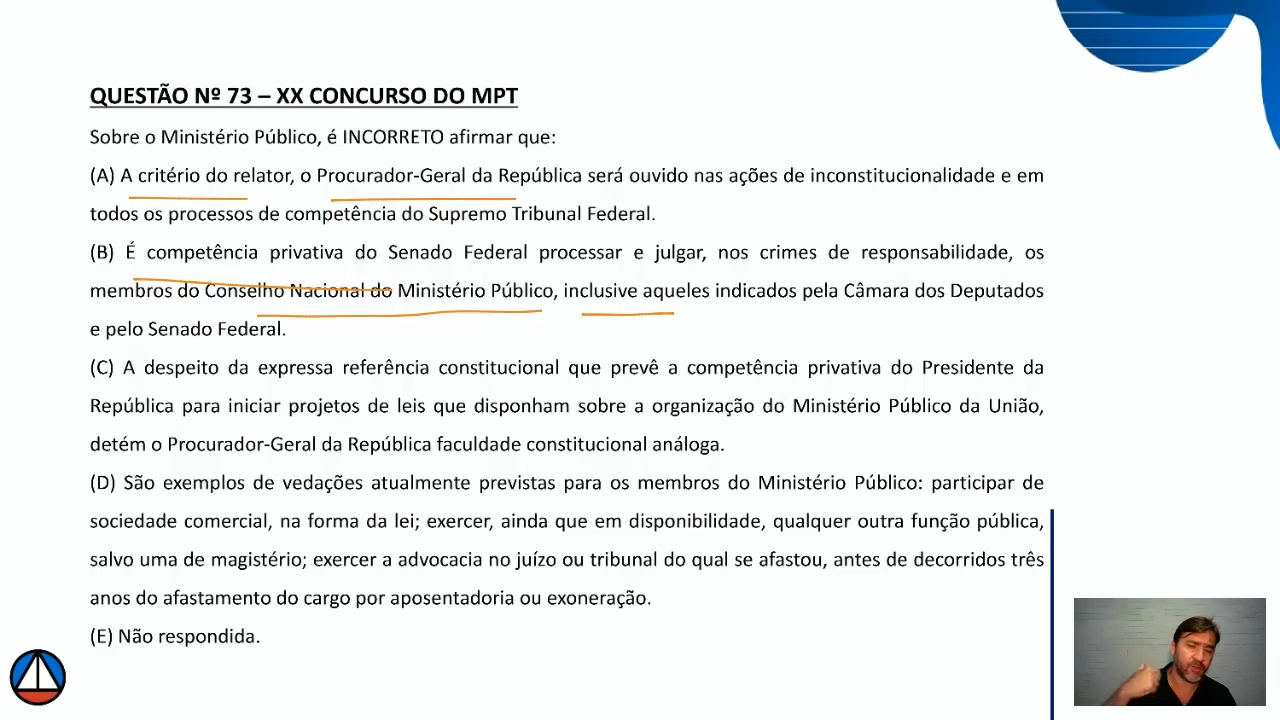 QUESTÃO Nº 73 – XX CONCURSO DO MPT
Sobre o Ministério Público, é INCORRETO afirmar que:
(A) A critério do relator, o Procurador-Geral da República será ouvido nas ações de inconstitucionalidade e em
todos os processos de competência do Supremo Tribunal Federal.
(B) É competência privativa do Senado Federal processar e julgar, nos crimes de responsabilidade, os
membros do Conselho Nacional do Ministério Público, inclusive aqueles indicados pela Câmara dos Deputados
e pelo Senado Federal.
(C) A despeito da expressa referência constitucional que prevê a competência privativa do Presidente da
República para iniciar projetos de leis que disponham sobre a organização do Ministério Público da União,
detém o Procurador-Geral da República faculdade constitucional análoga.
(D) São exemplos de vedações atualmente previstas para os membros do Ministério Público: participar de
sociedade comercial, na forma da lei; exercer, ainda que em disponibilidade, qualquer outra função pública,
salvo uma de magistério; exercer a advocacia no juízo ou tribunal do qual se afastou, antes de decorridos três
anos do afastamento do cargo por aposentadoria ou exoneração.
(E) Não respondida.